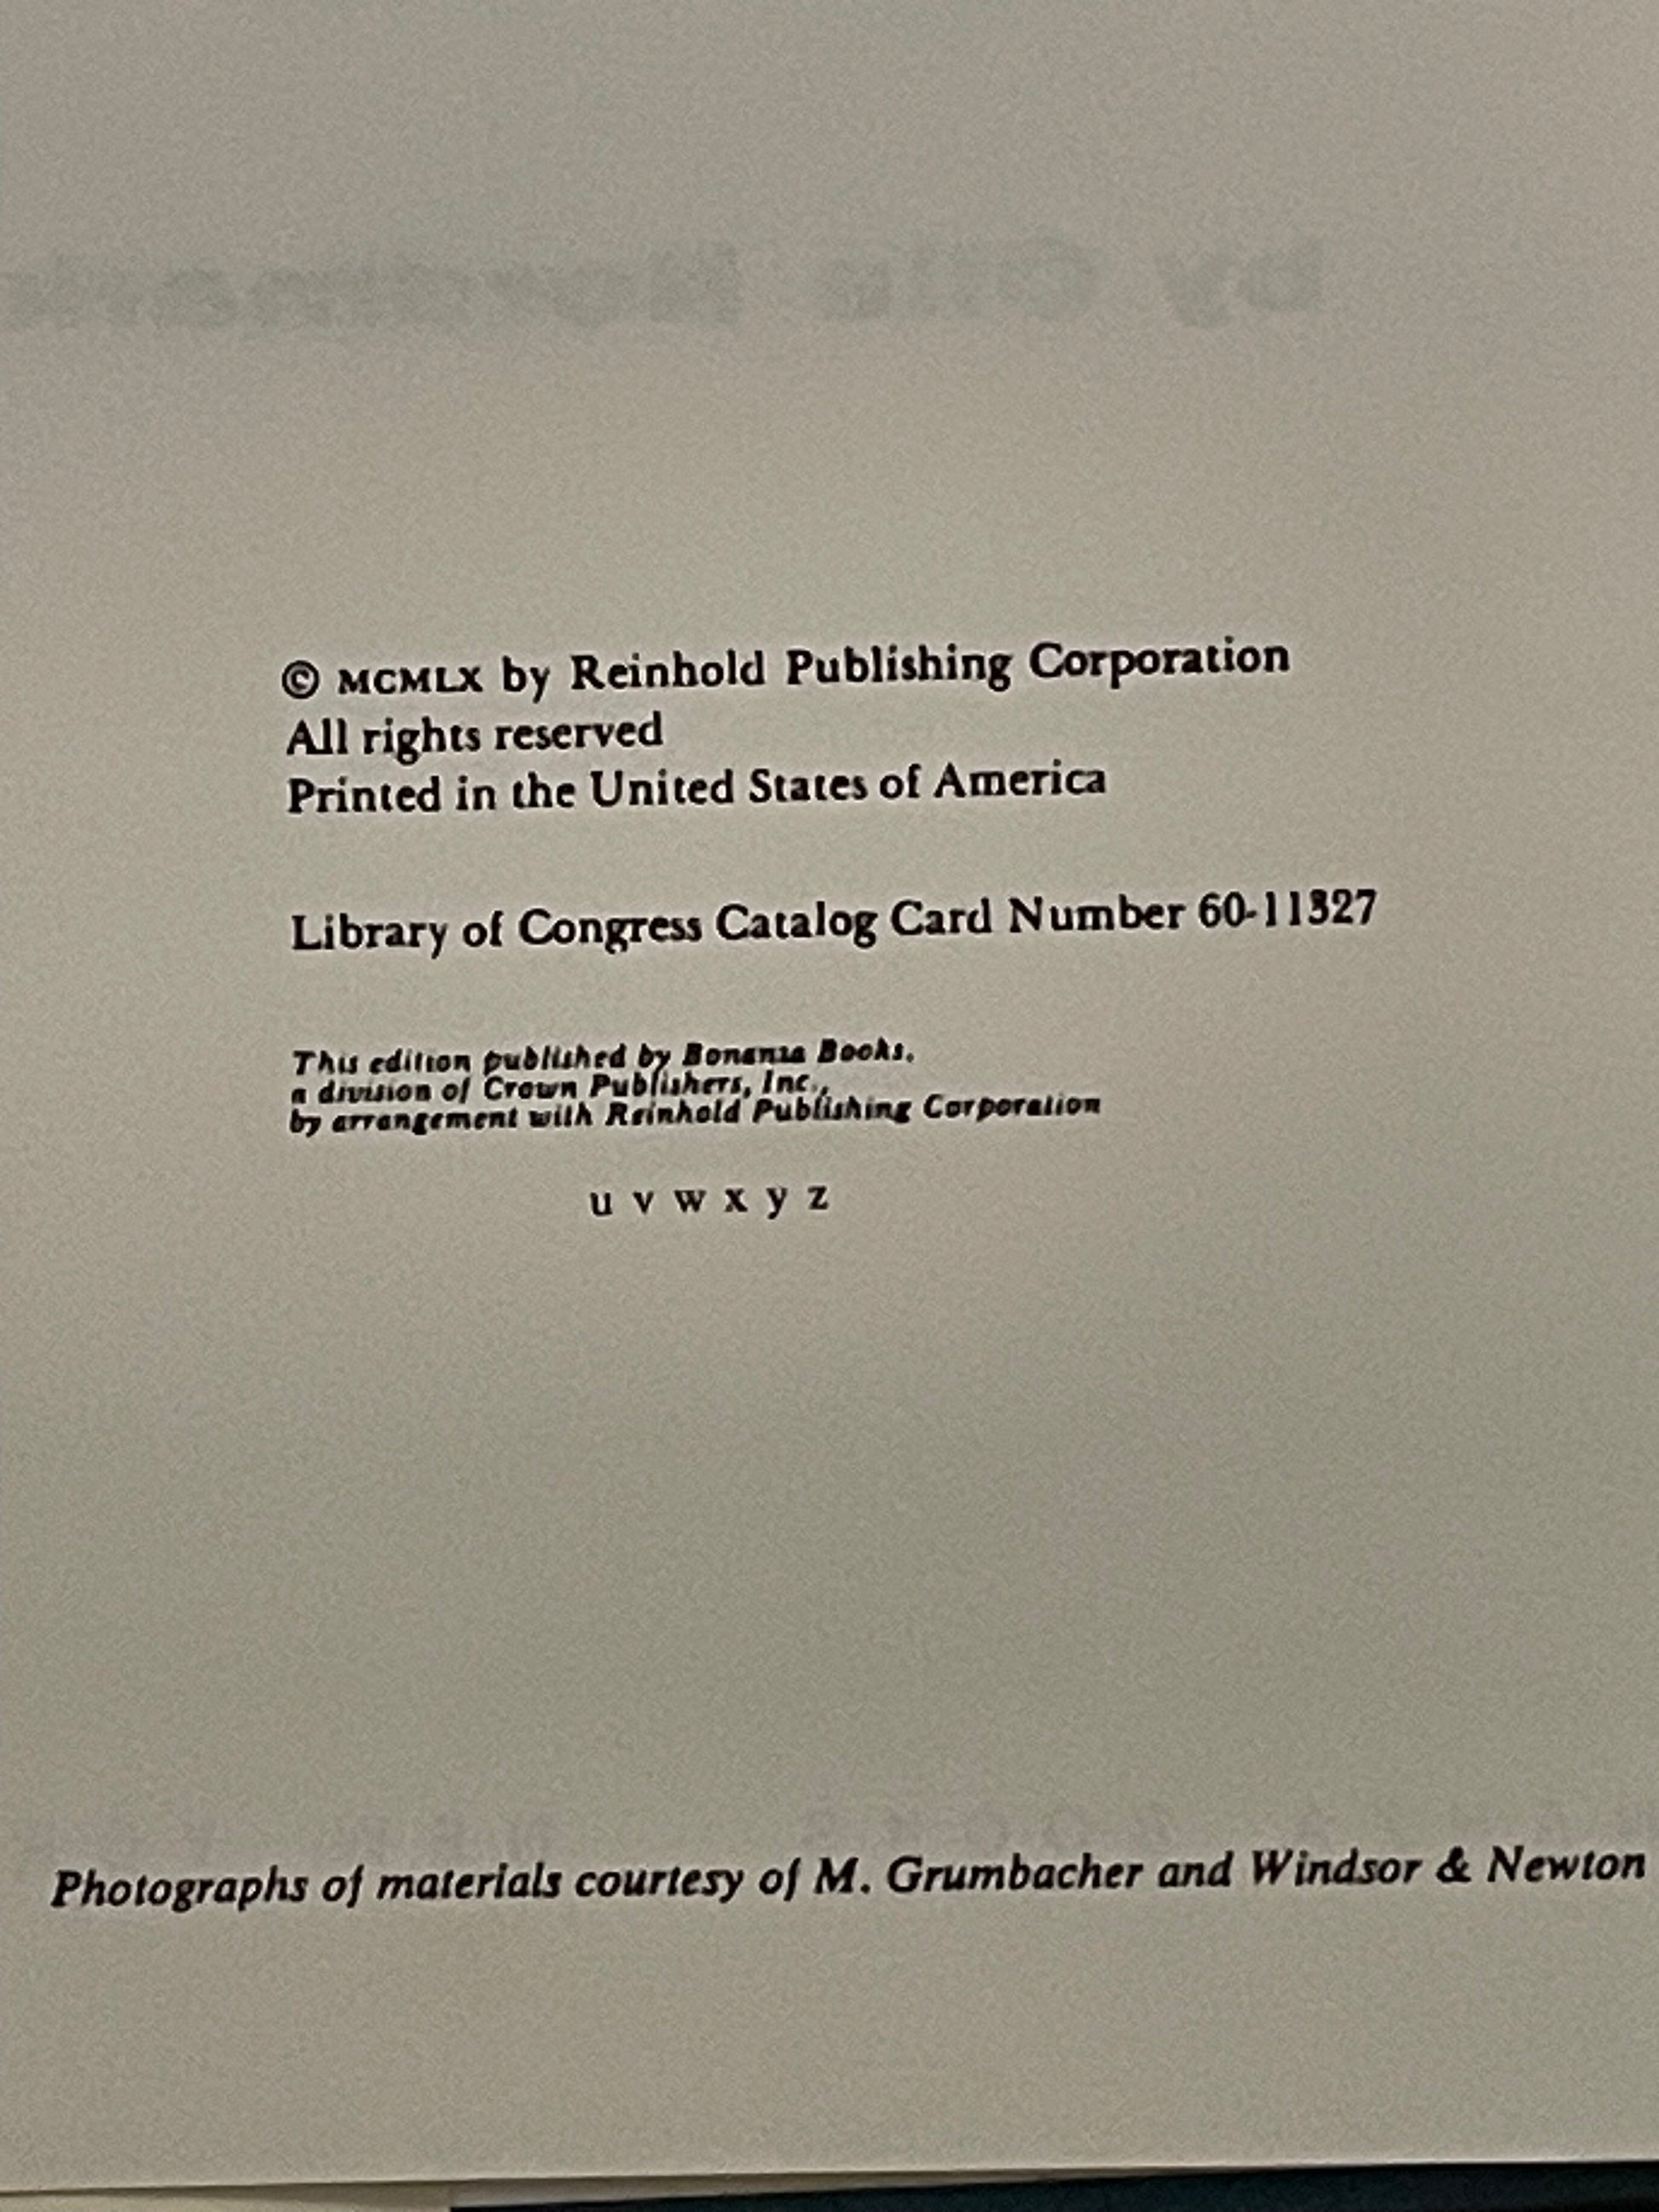 by Ole
© MCMLX by Reinhold Publishing Corporation
All rights reserved
Printed in the United States of America
Library of Congress Catalog Card Number 60-11327
This edition published by Bonanza Books,
a division of Crown Publishers, Inc.,
by arrangement with Reinhold Publishing Corporation
u v w x y z
Photographs of materials courtesy of M. Grumbacher and Windsor & Newton